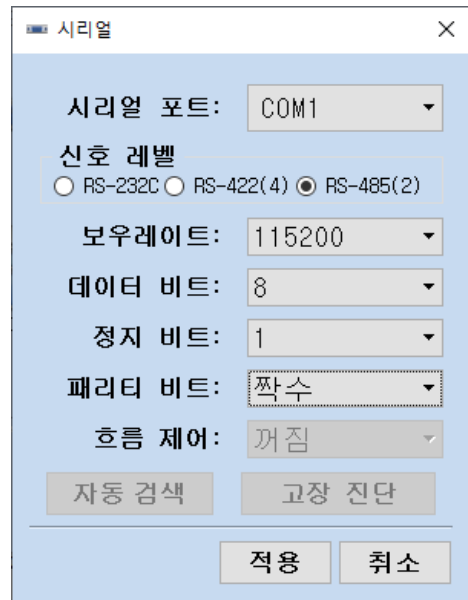 시리얼
시리얼 포트: COM1
신호 레벨
RS-232C RS-422(4) RS-485(2)
보우레이트: 115200
데이터 비트: 8
정지 비트: 1
패리티 비트: 짝수
흐름 제어: 꺼짐
자동 검색 고장 진단
적용 취소